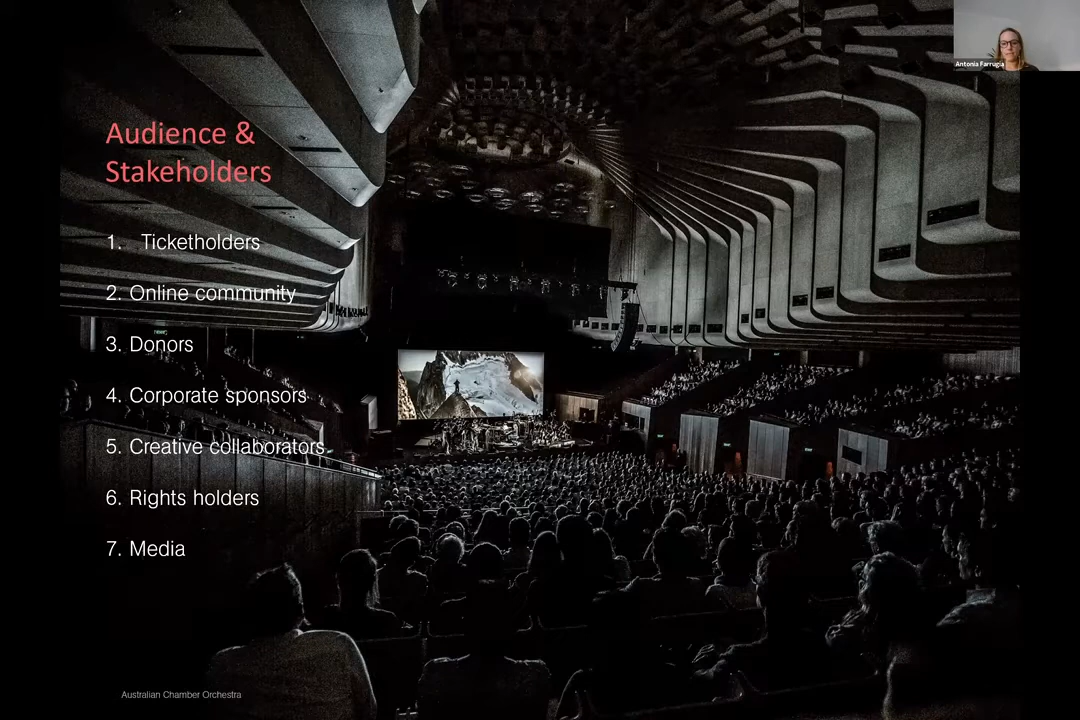 Antonia Farrugia
Audience &
Stakeholders
1. Ticketholders
2. Online community
3. Donors
4. Corporate sponsors
5. Creative collaborators
6. Rights holders
7. Media
Australian Chamber Orchestra